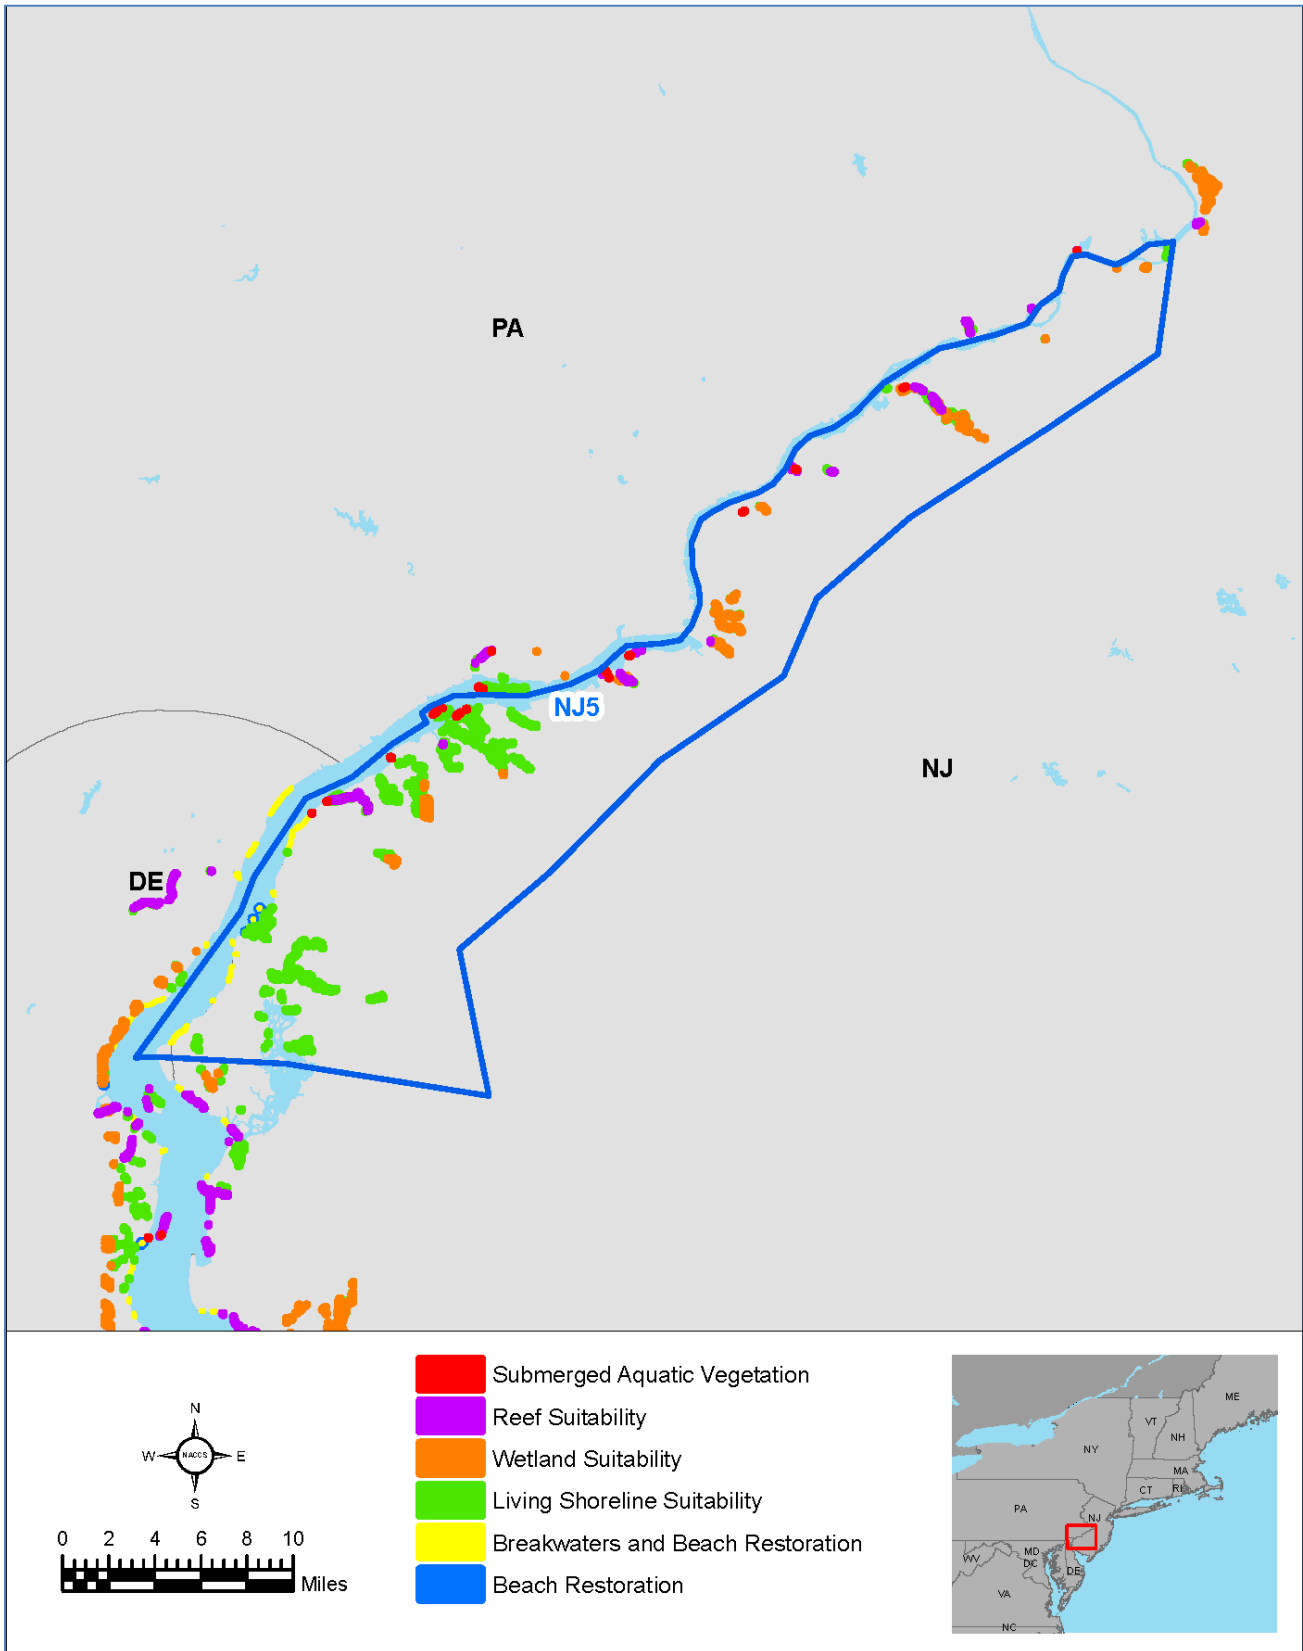 PA
NJ5
NJ
DE
N
W NACCS E
S
0 2 4 6 8 10
Miles
Submerged Aquatic Vegetation
Reef Suitability
Wetland Suitability
Living Shoreline Suitability
Breakwaters and Beach Restoration
Beach Restoration
ME
VT
NH
NY
MA
CT RI
PA
NJ
MD
WV
DC
DE
VA
NC